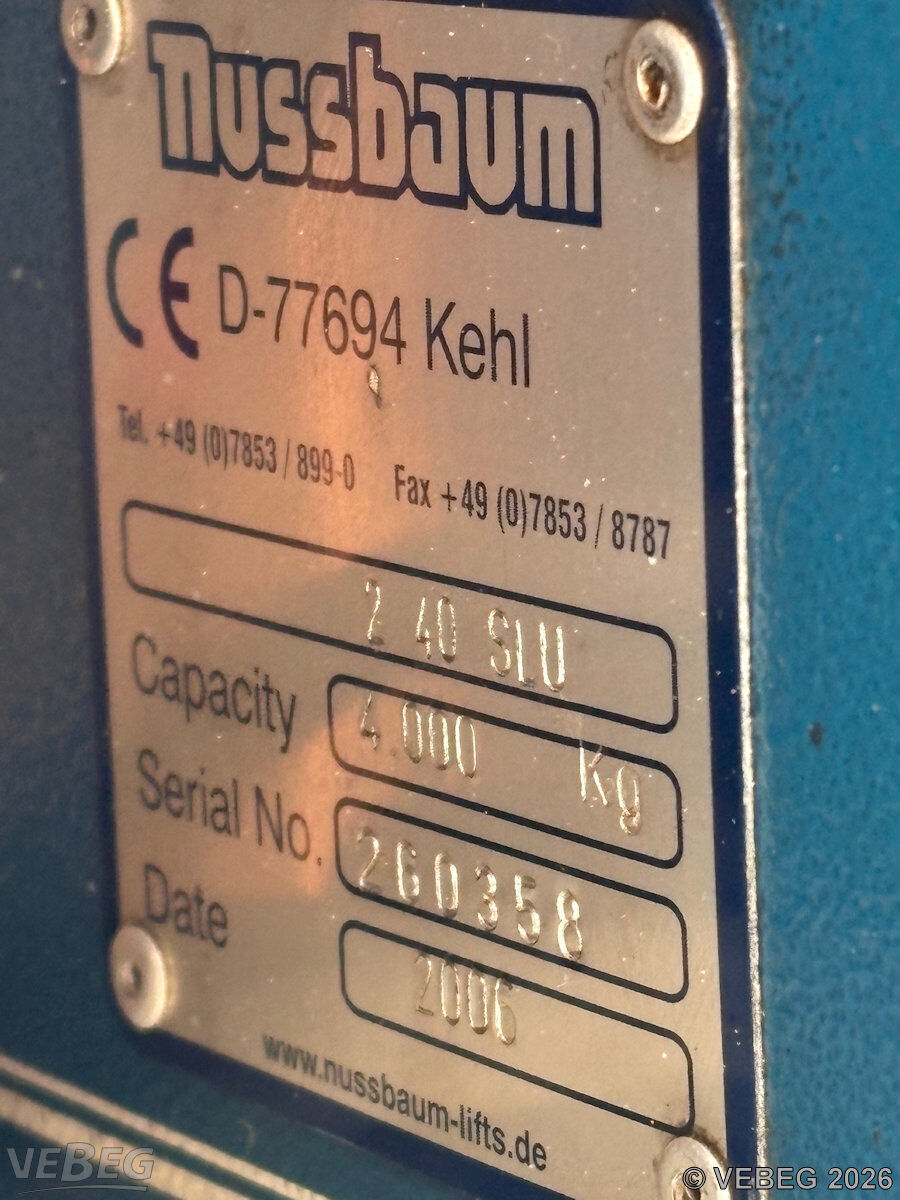 nussbaum
CE D-77694 Kehl
Tel. +49 (0)7853 / 899-0 Fax +49 (0)7853 / 8787
2 40 SLU
Capacity 4.000 Kg
Serial No. 260358
Date 2006
www.nussbaum-lifts.de
VEBEG
© VEBEG 2026